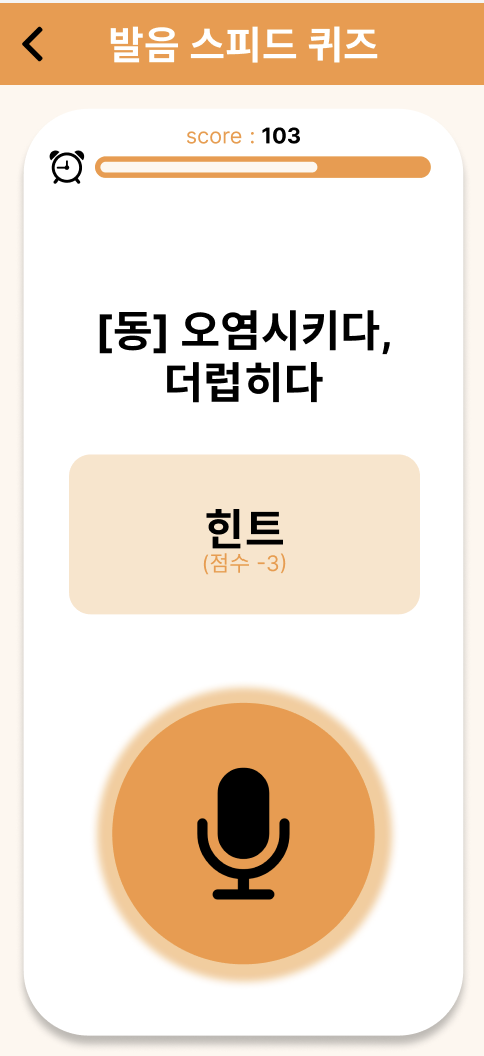 발음 스피드 퀴즈
score : 103
[동] 오염시키다,
더럽히다
힌트
(점수 -3)